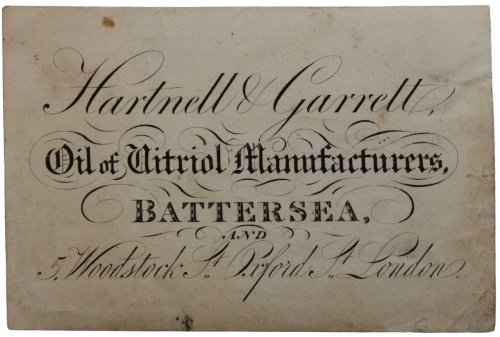 Hartnell & Garrett,
Oil of Vitriol Manufacturers,
BATTERSEA,
AND
5, Woodstock St. Oxford St. London.